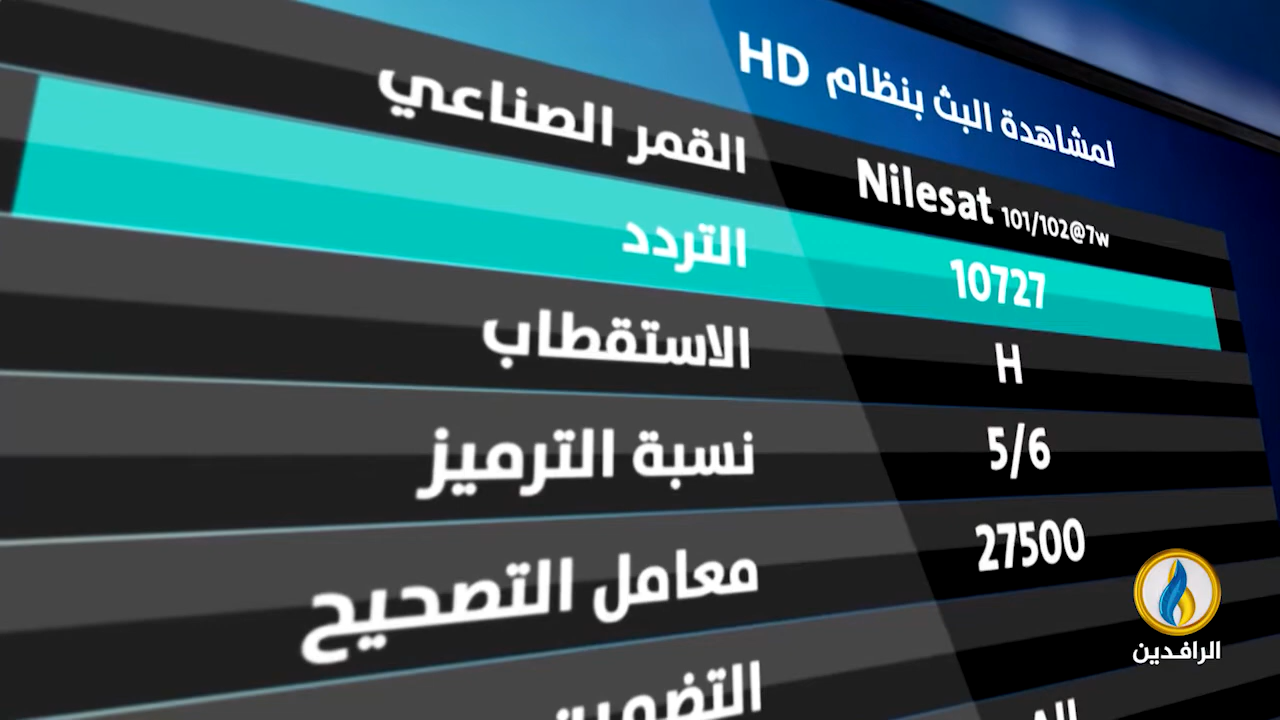 لمشاهدة البث بنظام HD
القمر الصناعي Nilesat 101/102@7w
التردد 10727
الاستقطاب H
نسبة الترميز 5/6
معامل التصحيح 27500
الرافدين